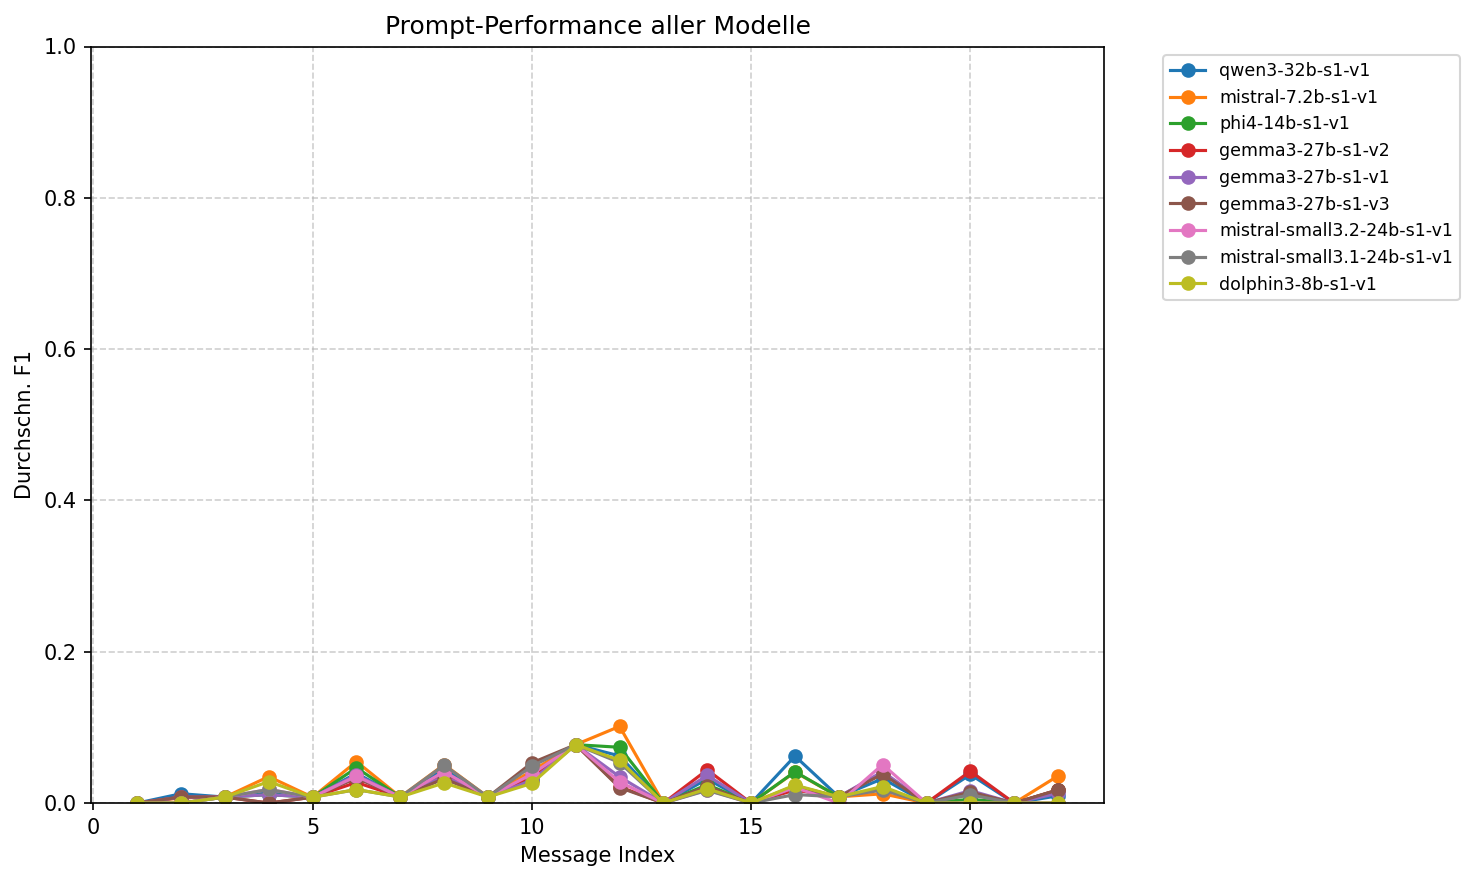 Prompt-Performance aller Modelle
1.0
0.8
0.6
0.4
0.2
0.0
Durchschn. F1
0
5
10
15
20
Message Index
qwen3-32b-s1-v1
mistral-7.2b-s1-v1
phi4-14b-s1-v1
gemma3-27b-s1-v2
gemma3-27b-s1-v1
gemma3-27b-s1-v3
mistral-small3.2-24b-s1-v1
mistral-small3.1-24b-s1-v1
dolphin3-8b-s1-v1